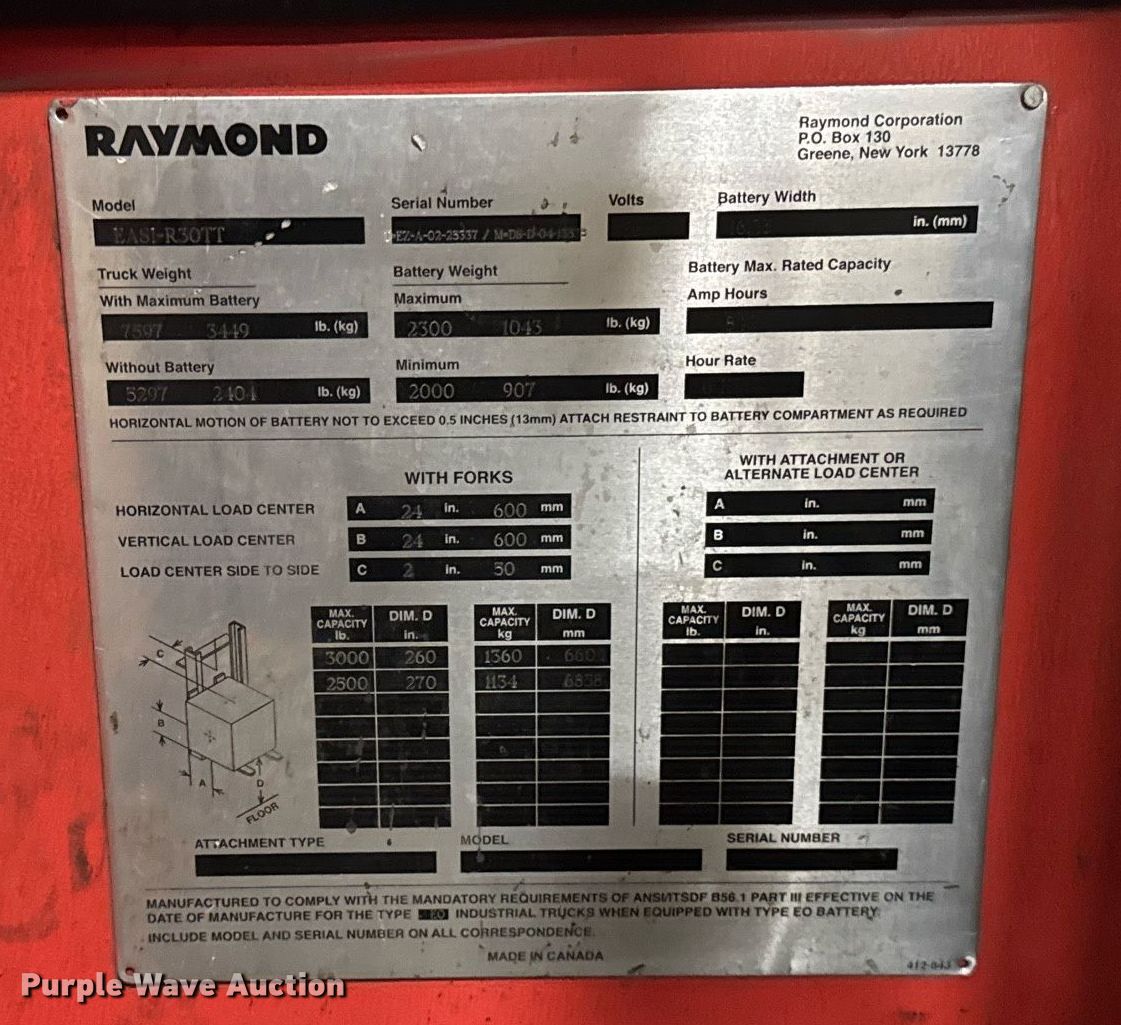 RAYMOND
Raymond Corporation
P.O. Box 130
Greene, New York 13778
Model
Serial Number
Volts
Battery Width
EASI-R30TT
in. (mm)
Truck Weight
Battery Weight
Battery Max. Rated Capacity
With Maximum Battery
Maximum
Amp Hours
7597 3449 lb. (kg)
2300 1043 lb. (kg)
Without Battery
Minimum
Hour Rate
5297 2404 lb. (kg)
2000 907 lb. (kg)
HORIZONTAL MOTION OF BATTERY NOT TO EXCEED 0.5 INCHES (13mm) ATTACH RESTRAINT TO BATTERY COMPARTMENT AS REQUIRED
WITH FORKS
WITH ATTACHMENT OR
ALTERNATE LOAD CENTER
HORIZONTAL LOAD CENTER A 24 in. 600 mm
A in. mm
VERTICAL LOAD CENTER B 24 in. 600 mm
B in. mm
LOAD CENTER SIDE TO SIDE C 2 in. 50 mm
C in. mm
MAX. CAPACITY lb. DIM. D in. MAX. CAPACITY kg DIM. D mm
MAX. CAPACITY lb. DIM. D in. MAX. CAPACITY kg DIM. D mm
3000 260 1360
2500 270 1134
C
B
A
D
FLOOR
ATTACHMENT TYPE
MODEL
SERIAL NUMBER
MANUFACTURED TO COMPLY WITH THE MANDATORY REQUIREMENTS OF ANSI/ITSDF B56.1 PART III EFFECTIVE ON THE
DATE OF MANUFACTURE FOR THE TYPE EO INDUSTRIAL TRUCKS WHEN EQUIPPED WITH TYPE EO BATTERY.
INCLUDE MODEL AND SERIAL NUMBER ON ALL CORRESPONDENCE.
MADE IN CANADA
Purple Wave Auction